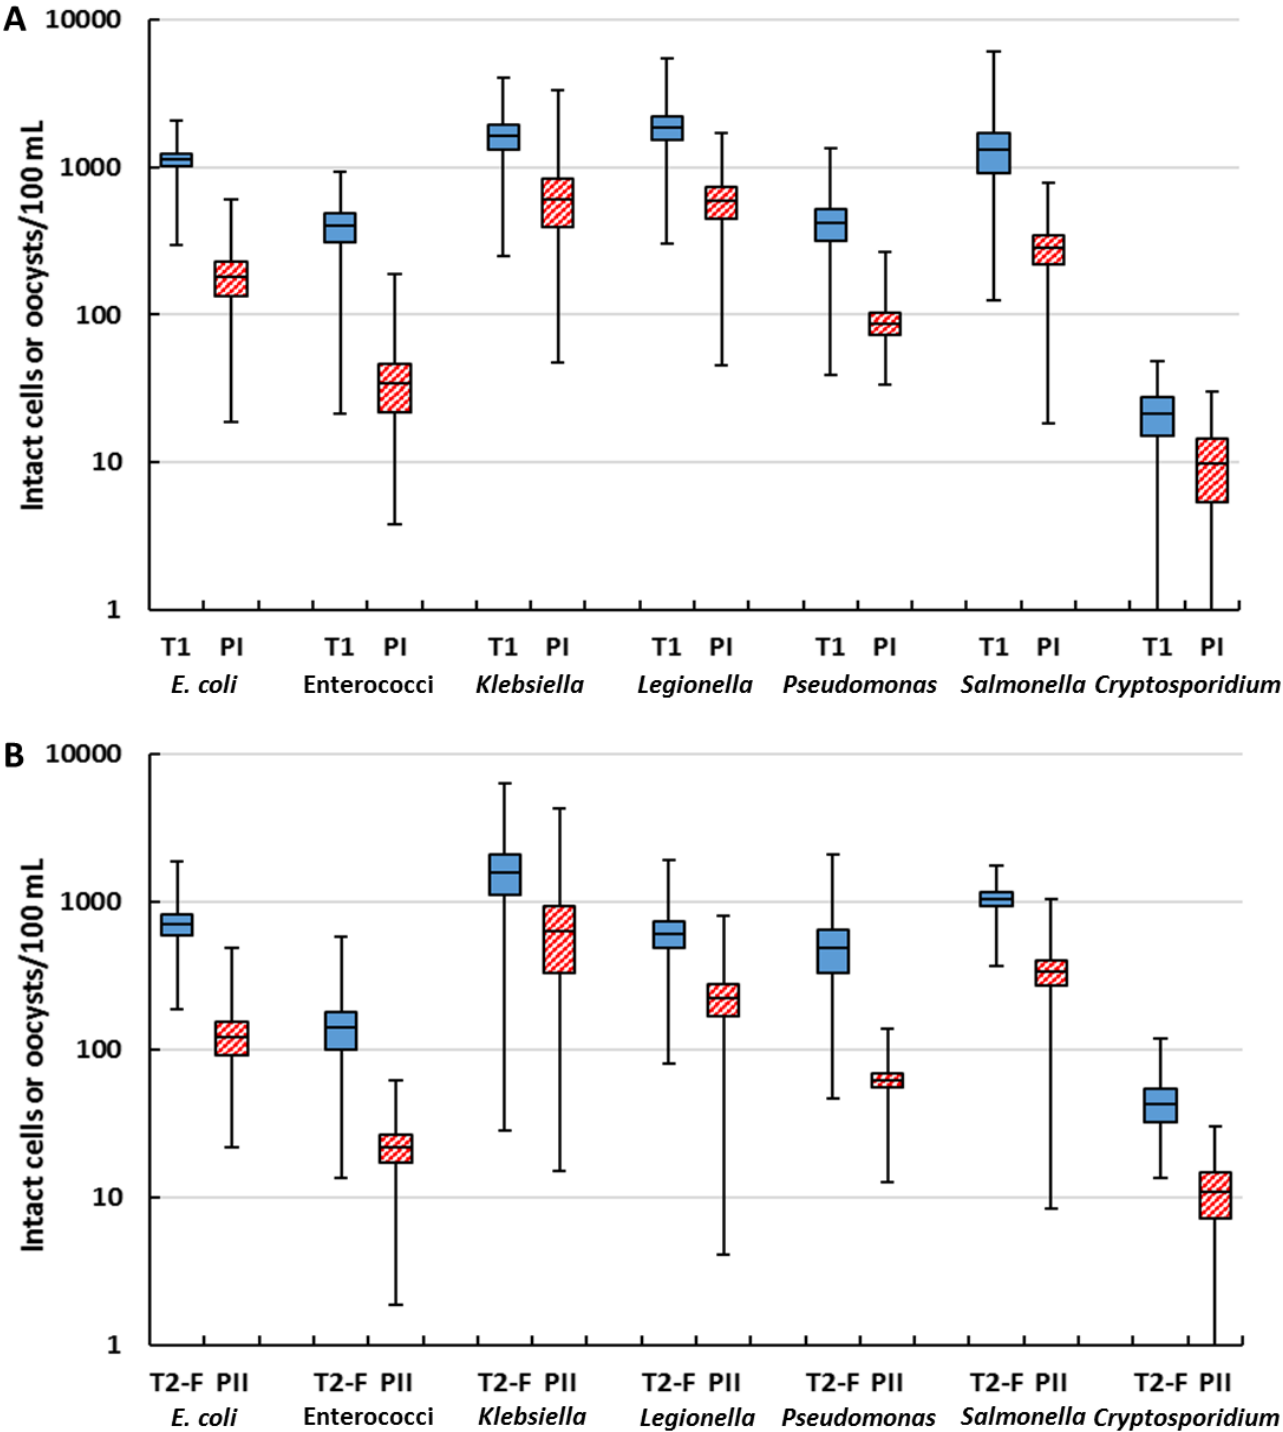 A
10000
1000
100
10
1
Intact cells or oocysts/100 mL
T1 PI T1 PI T1 PI T1 PI T1 PI T1 PI T1 PI
E. coli Enterococci Klebsiella Legionella Pseudomonas Salmonella Cryptosporidium
B
10000
1000
100
10
1
Intact cells or oocysts/100 mL
T2-F PII T2-F PII T2-F PII T2-F PII T2-F PII T2-F PII T2-F PII
E. coli Enterococci Klebsiella Legionella Pseudomonas Salmonella Cryptosporidium